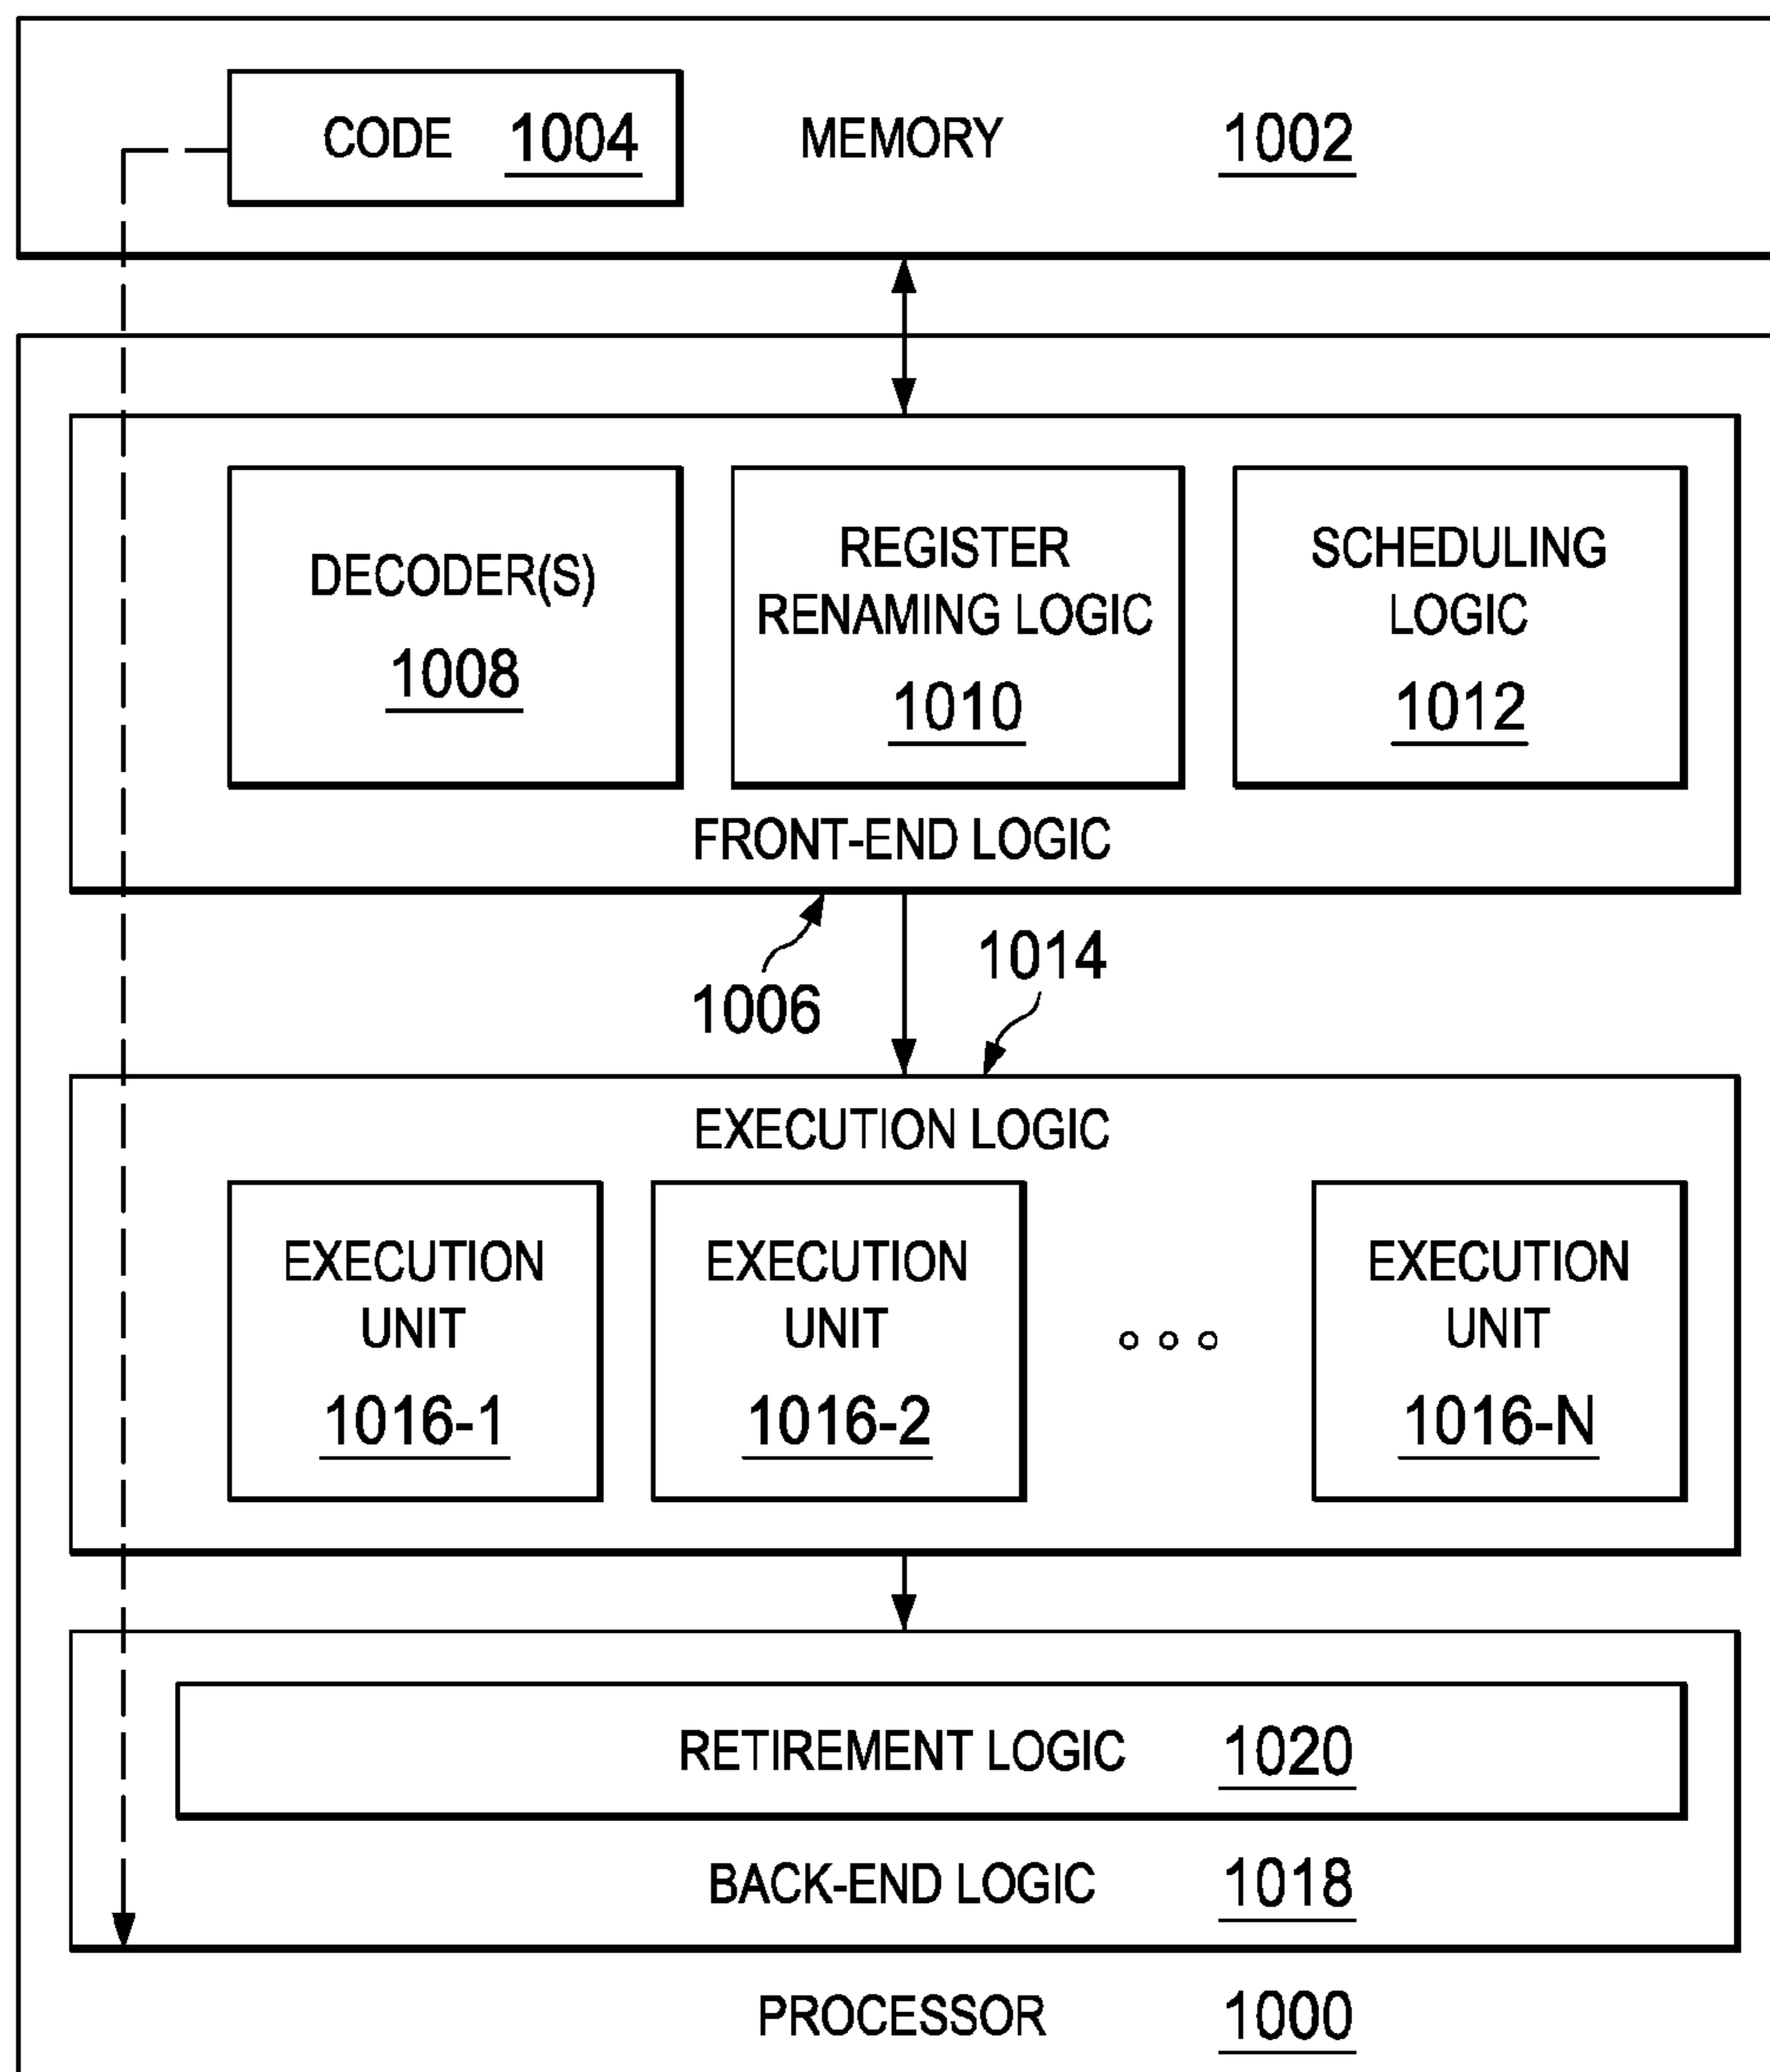 CODE 1004 MEMORY 1002
DECODER(S)
1008
REGISTER
RENAMING LOGIC
1010
SCHEDULING
LOGIC
1012
FRONT-END LOGIC
1006
1014
EXECUTION LOGIC
EXECUTION
UNIT
1016-1
EXECUTION
UNIT
1016-2
EXECUTION
UNIT
1016-N
RETIREMENT LOGIC 1020
BACK-END LOGIC 1018
PROCESSOR 1000